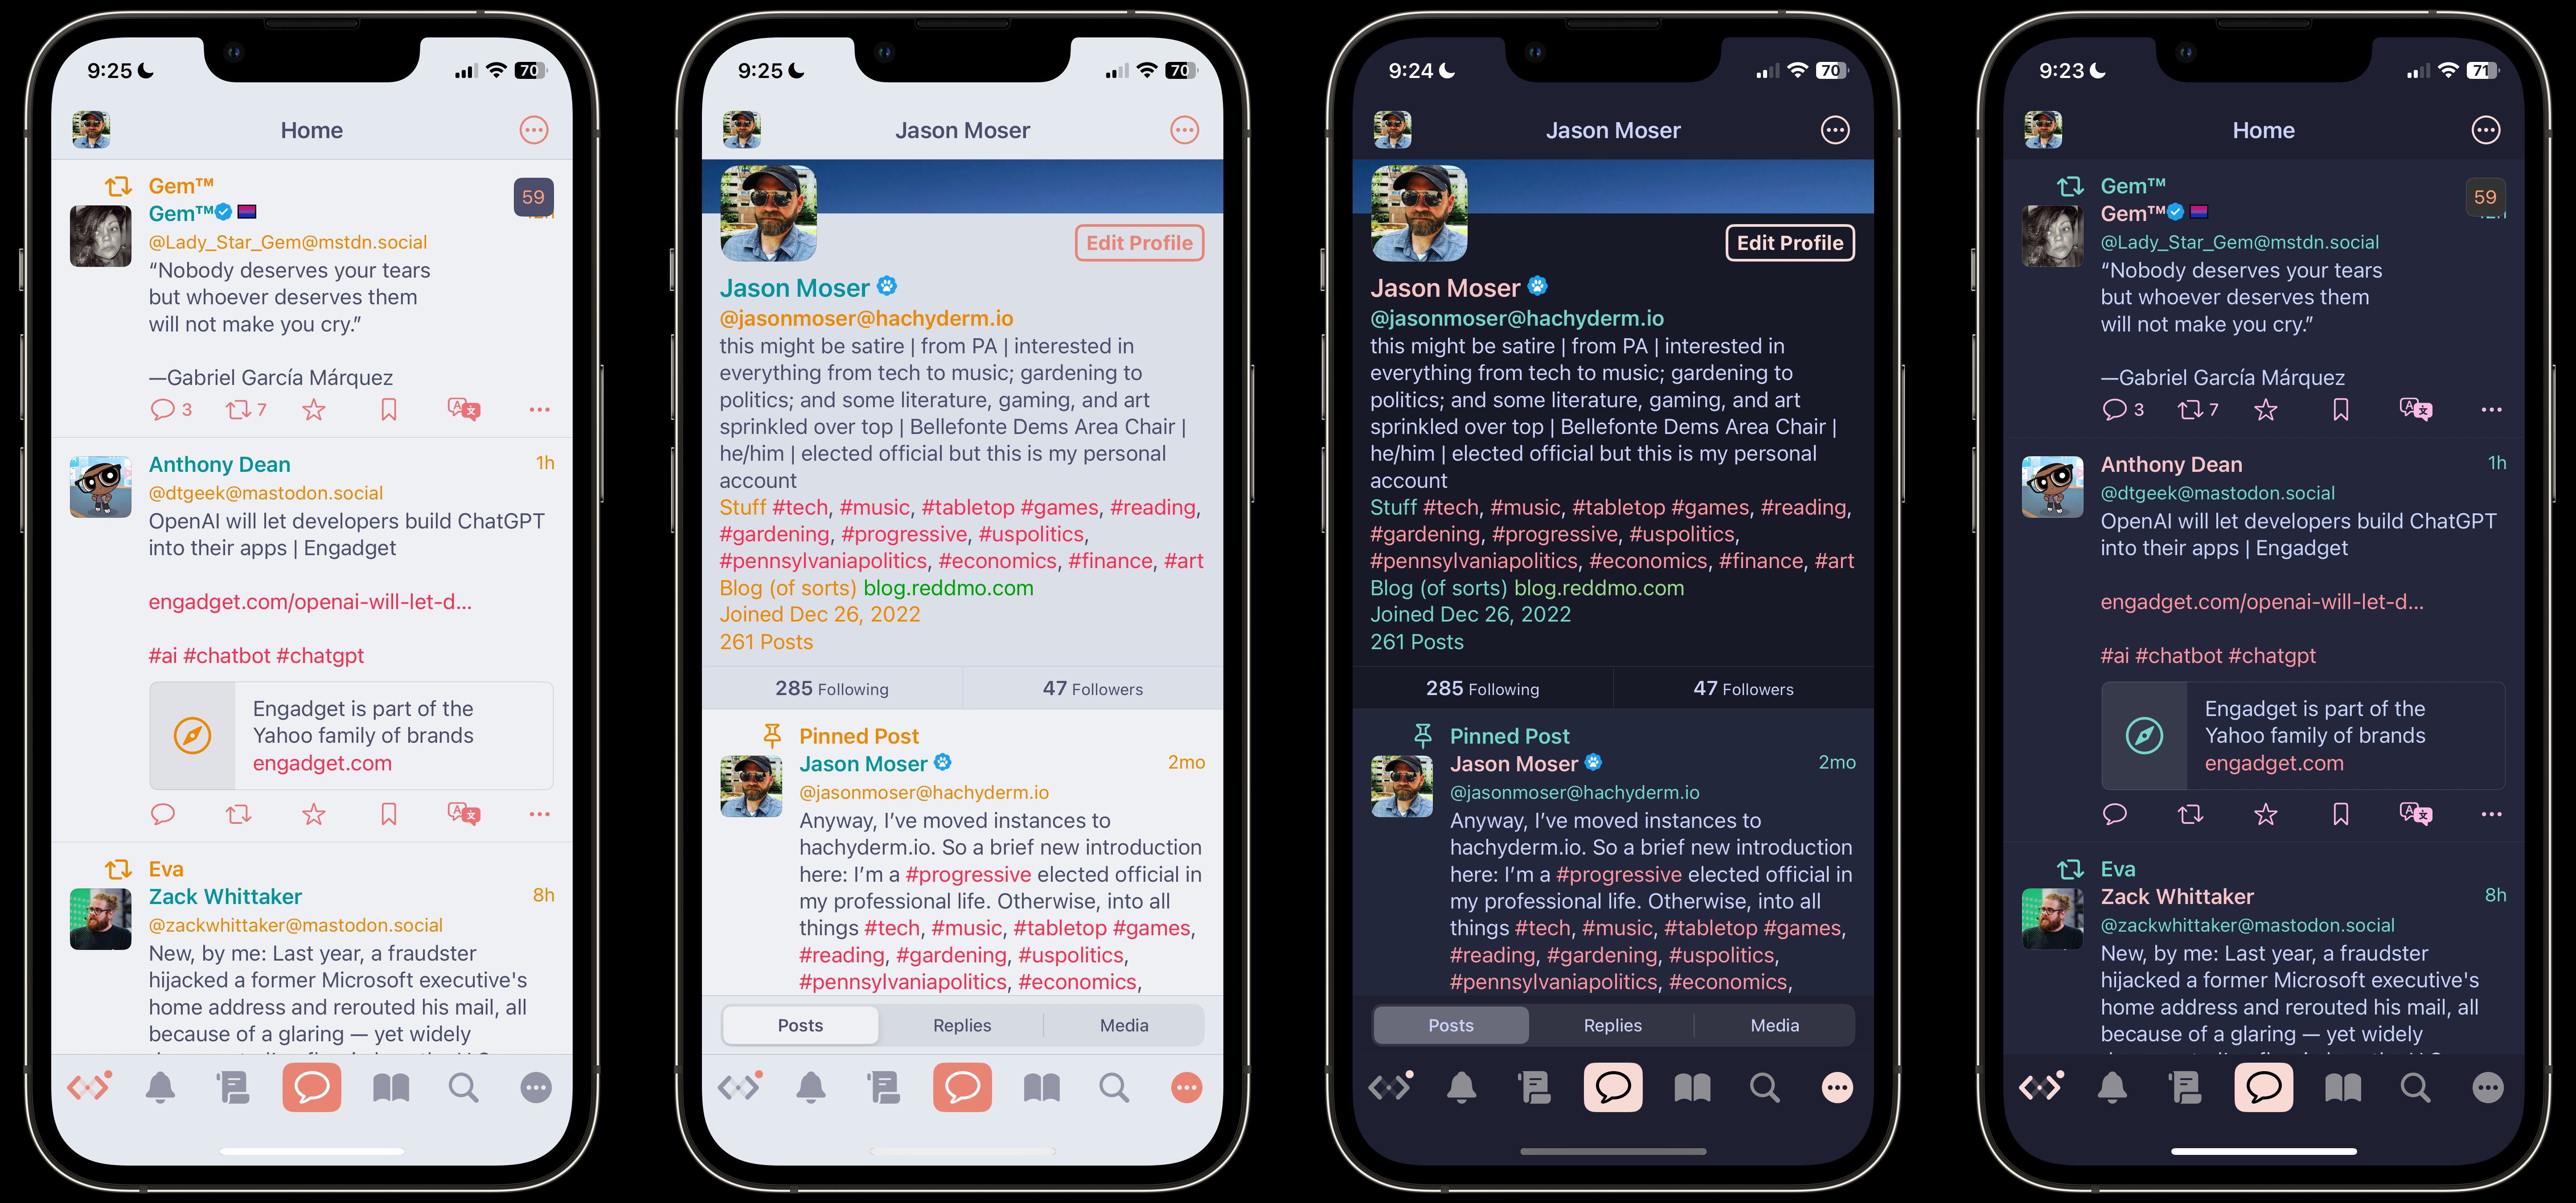 9:25
70
Home
Gem™
59
Gem™
@Lady_Star_Gem@mstdn.social
“Nobody deserves your tears
but whoever deserves them
will not make you cry.”
—Gabriel García Márquez
3
7
Anthony Dean
1h
@dtgeek@mastodon.social
OpenAI will let developers build ChatGPT
into their apps | Engadget
engadget.com/openai-will-let-d...
#ai #chatbot #chatgpt
Engadget is part of the
Yahoo family of brands
engadget.com
Eva
Zack Whittaker
8h
@zackwhittaker@mastodon.social
New, by me: Last year, a fraudster
hijacked a former Microsoft executive's
home address and rerouted his mail, all
because of a glaring — yet widely
9:25
70
Jason Moser
Edit Profile
Jason Moser
@jasonmoser@hachyderm.io
this might be satire | from PA | interested in
everything from tech to music; gardening to
politics; and some literature, gaming, and art
sprinkled over top | Bellefonte Dems Area Chair |
he/him | elected official but this is my personal
account
Stuff #tech, #music, #tabletop #games, #reading,
#gardening, #progressive, #uspolitics,
#pennsylvaniapolitics, #economics, #finance, #art
Blog (of sorts) blog.reddmo.com
Joined Dec 26, 2022
261 Posts
285 Following
47 Followers
Pinned Post
Jason Moser
2mo
@jasonmoser@hachyderm.io
Anyway, I’ve moved instances to
hachyderm.io. So a brief new introduction
here: I’m a #progressive elected official in
my professional life. Otherwise, into all
things #tech, #music, #tabletop #games,
#reading, #gardening, #uspolitics,
#pennsylvaniapolitics, #economics,
Posts
Replies
Media
9:24
70
Jason Moser
Edit Profile
Jason Moser
@jasonmoser@hachyderm.io
this might be satire | from PA | interested in
everything from tech to music; gardening to
politics; and some literature, gaming, and art
sprinkled over top | Bellefonte Dems Area Chair |
he/him | elected official but this is my personal
account
Stuff #tech, #music, #tabletop #games, #reading,
#gardening, #progressive, #uspolitics,
#pennsylvaniapolitics, #economics, #finance, #art
Blog (of sorts) blog.reddmo.com
Joined Dec 26, 2022
261 Posts
285 Following
47 Followers
Pinned Post
Jason Moser
2mo
@jasonmoser@hachyderm.io
Anyway, I’ve moved instances to
hachyderm.io. So a brief new introduction
here: I’m a #progressive elected official in
my professional life. Otherwise, into all
things #tech, #music, #tabletop #games,
#reading, #gardening, #uspolitics,
#pennsylvaniapolitics, #economics,
Posts
Replies
Media
9:23
71
Home
Gem™
59
Gem™
@Lady_Star_Gem@mstdn.social
“Nobody deserves your tears
but whoever deserves them
will not make you cry.”
—Gabriel García Márquez
3
7
Anthony Dean
1h
@dtgeek@mastodon.social
OpenAI will let developers build ChatGPT
into their apps | Engadget
engadget.com/openai-will-let-d...
#ai #chatbot #chatgpt
Engadget is part of the
Yahoo family of brands
engadget.com
Eva
Zack Whittaker
8h
@zackwhittaker@mastodon.social
New, by me: Last year, a fraudster
hijacked a former Microsoft executive's
home address and rerouted his mail, all
because of a glaring — yet widely